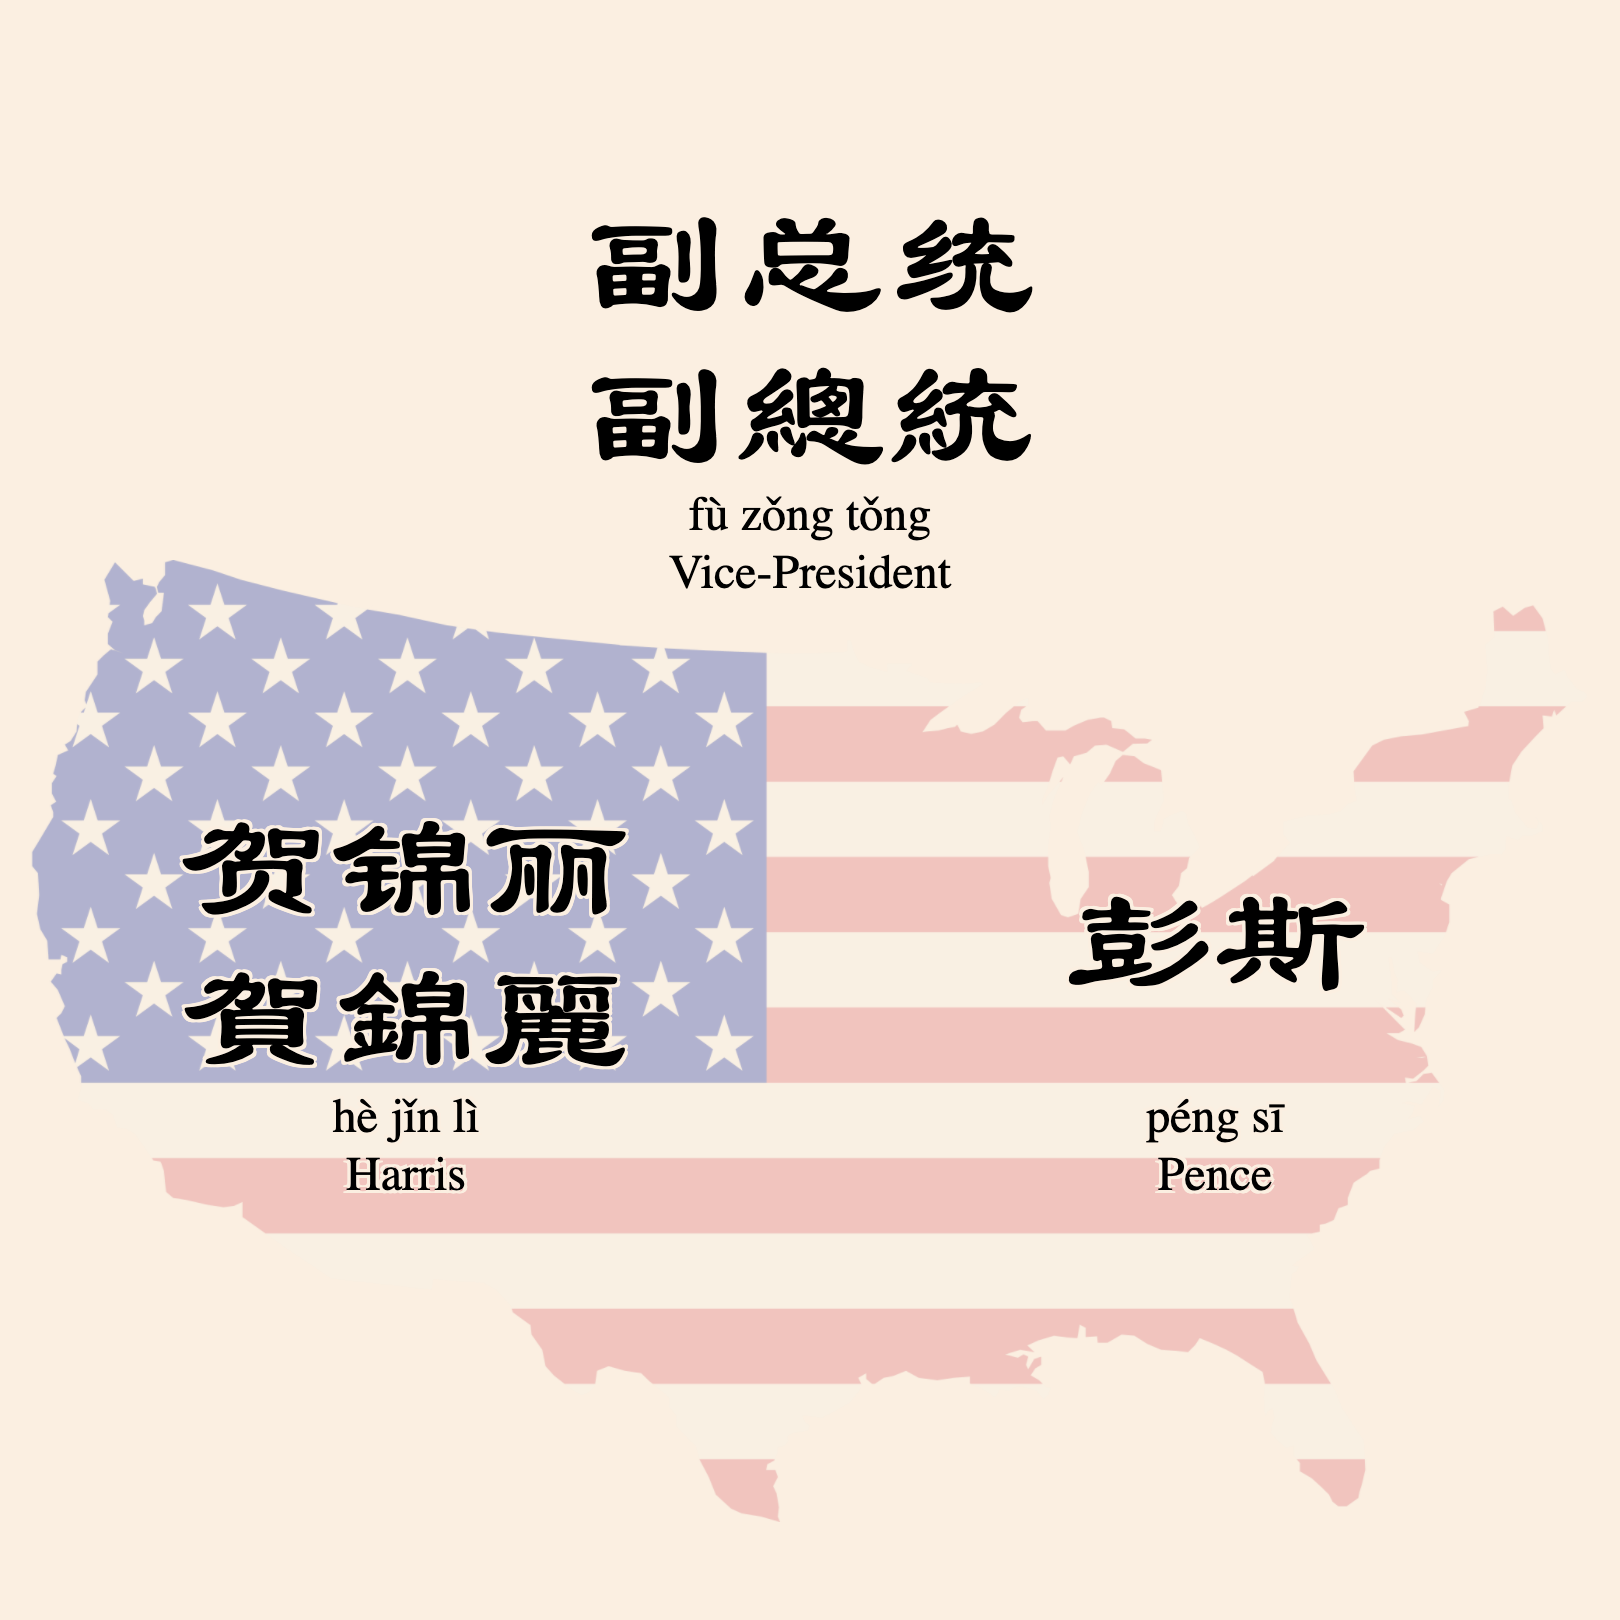 副总统
副總統
fù zǒng tǒng
Vice-President
贺锦丽
賀錦麗
hè jǐn lì
Harris
彭斯
péng sī
Pence